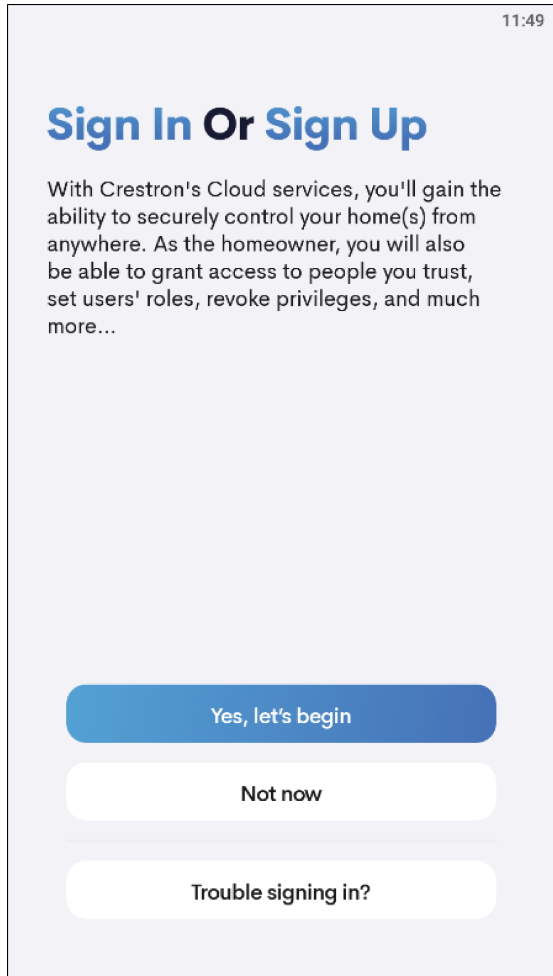 11:49
Sign In Or Sign Up
With Crestron's Cloud services, you'll gain the
ability to securely control your home(s) from
anywhere. As the homeowner, you will also
be able to grant access to people you trust,
set users' roles, revoke privileges, and much
more...
Yes, let’s begin
Not now
Trouble signing in?